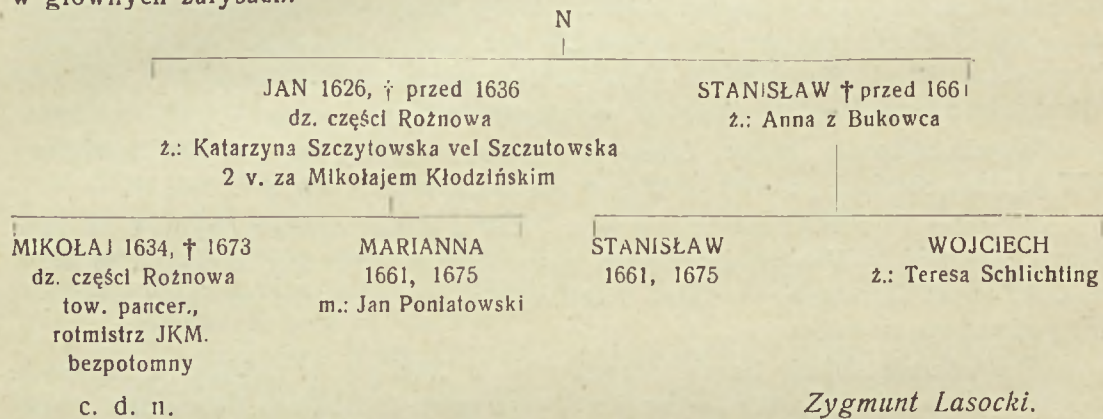 w głównych zarysach.
N
JAN 1626, † przed 1636
dz. części Rożnowa
ż.: Katarzyna Szczytowska vel Szczutowska
2 v. za Mikołajem Kłodzińskim
STANISŁAW † przed 1661
ż.: Anna z Bukowca
MIKOŁAJ 1634, † 1673
dz. części Rożnowa
tow. pancer.,
rotmistrz JKM.
bezpotomny
MARIANNA
1661, 1675
m.: Jan Poniatowski
STANISŁAW
1661, 1675
WOJCIECH
ż.: Teresa Schlichting
c. d. n.
Zygmunt Lasocki.